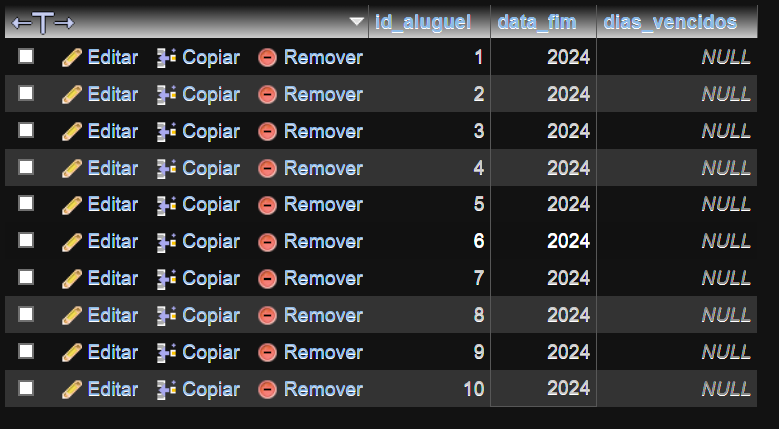 id_aluguel data_fim dias_vencidos
Editar Copiar Remover 1 2024 NULL
Editar Copiar Remover 2 2024 NULL
Editar Copiar Remover 3 2024 NULL
Editar Copiar Remover 4 2024 NULL
Editar Copiar Remover 5 2024 NULL
Editar Copiar Remover 6 2024 NULL
Editar Copiar Remover 7 2024 NULL
Editar Copiar Remover 8 2024 NULL
Editar Copiar Remover 9 2024 NULL
Editar Copiar Remover 10 2024 NULL